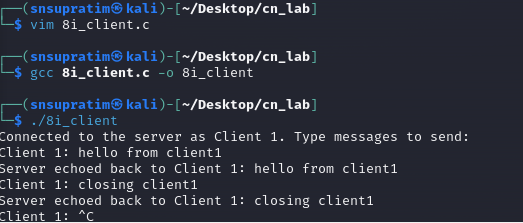 ┌──(snsupratim㉿kali)-[~/Desktop/cn_lab]
└─$ vim 8i_client.c
┌──(snsupratim㉿kali)-[~/Desktop/cn_lab]
└─$ gcc 8i_client.c -o 8i_client
┌──(snsupratim㉿kali)-[~/Desktop/cn_lab]
└─$ ./8i_client
Connected to the server as Client 1. Type messages to send:
Client 1: hello from client1
Server echoed back to Client 1: hello from client1
Client 1: closing client1
Server echoed back to Client 1: closing client1
Client 1: ^C